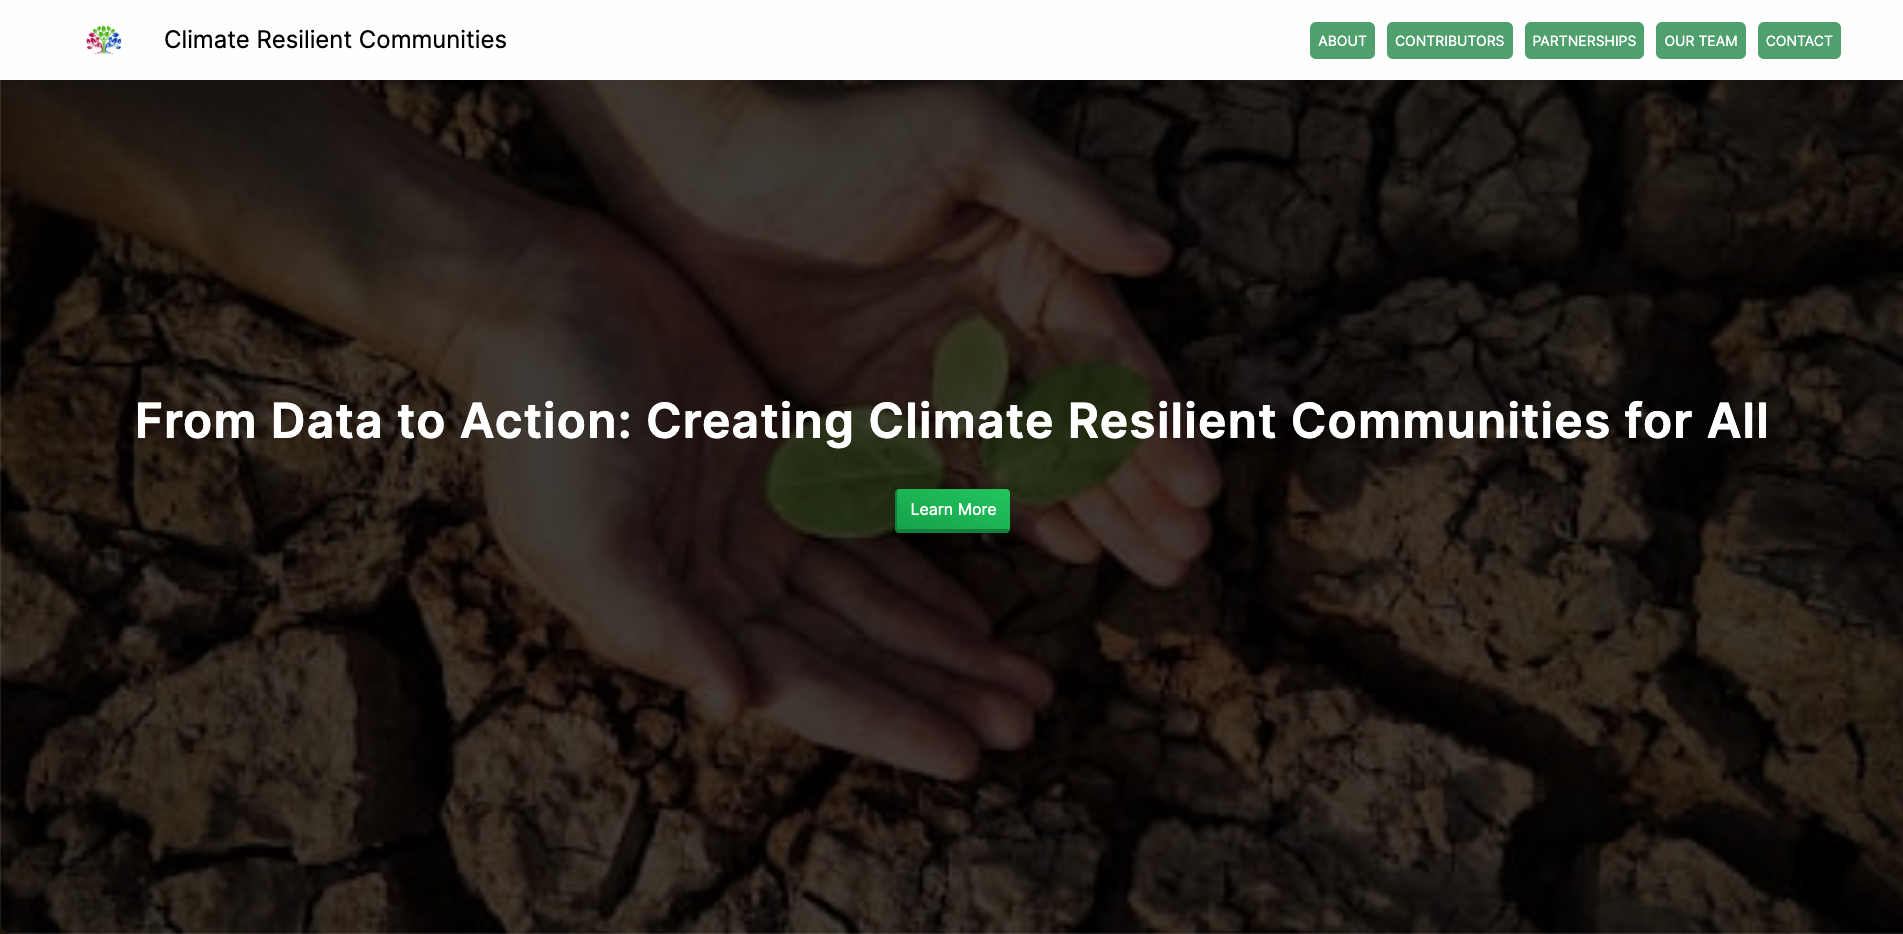 Climate Resilient Communities
ABOUT CONTRIBUTORS PARTNERSHIPS OUR TEAM CONTACT
From Data to Action: Creating Climate Resilient Communities for All
Learn More